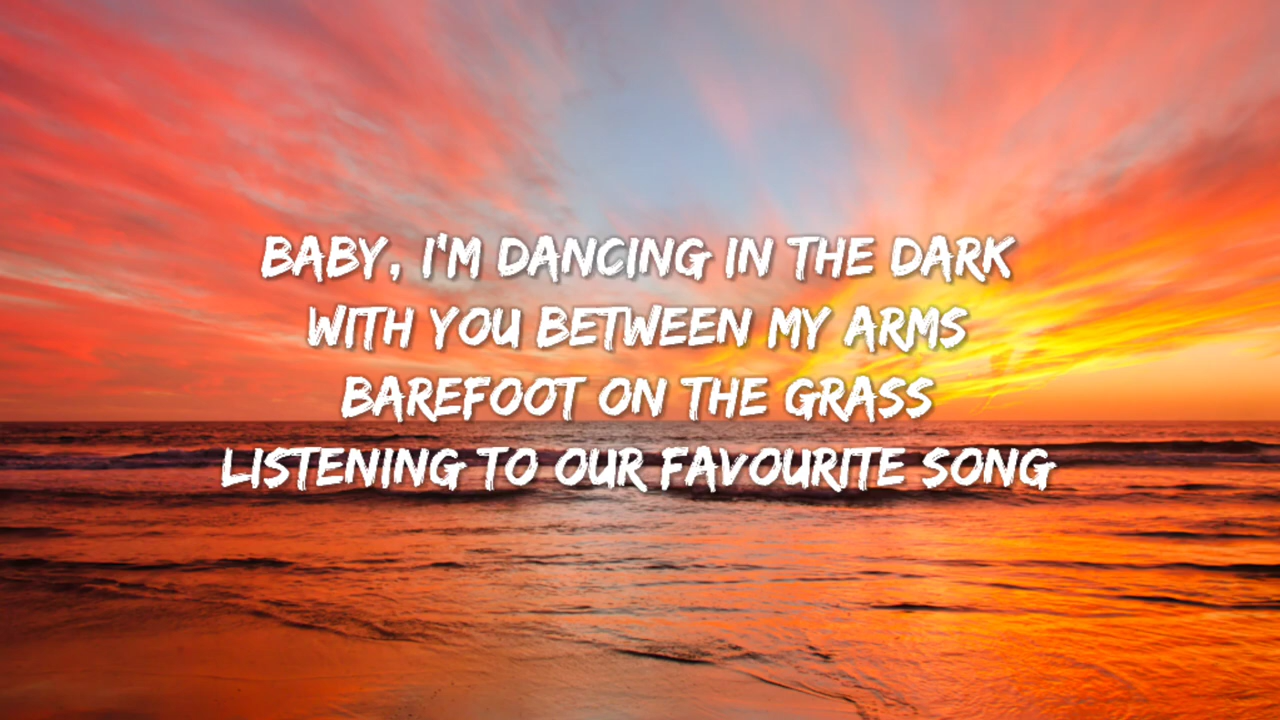 BABY, I'M DANCING IN THE DARK
WITH YOU BETWEEN MY ARMS
BAREFOOT ON THE GRASS
LISTENING TO OUR FAVOURITE SONG